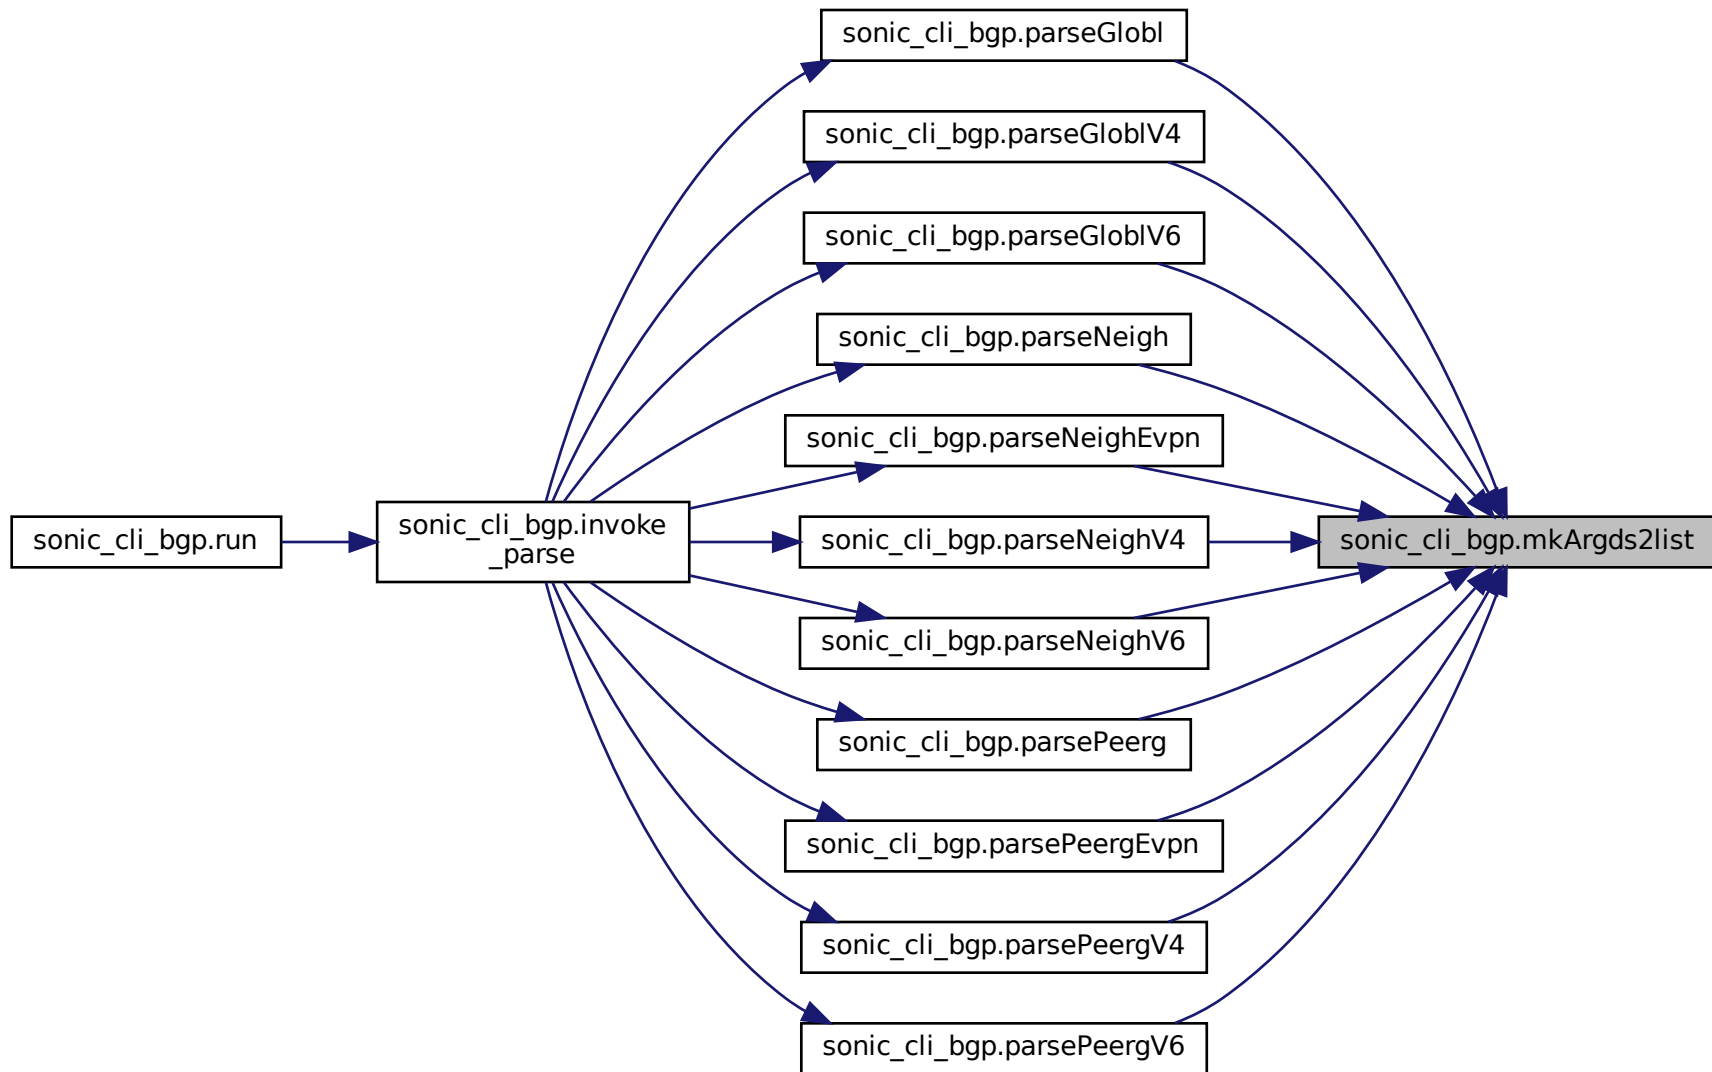 sonic_cli_bgp.parseGlobl
sonic_cli_bgp.parseGloblV4
sonic_cli_bgp.parseGloblV6
sonic_cli_bgp.parseNeigh
sonic_cli_bgp.parseNeighEvpn
sonic_cli_bgp.run
sonic_cli_bgp.invoke
_parse
sonic_cli_bgp.parseNeighV4
sonic_cli_bgp.mkArgds2list
sonic_cli_bgp.parseNeighV6
sonic_cli_bgp.parsePeerg
sonic_cli_bgp.parsePeergEvpn
sonic_cli_bgp.parsePeergV4
sonic_cli_bgp.parsePeergV6